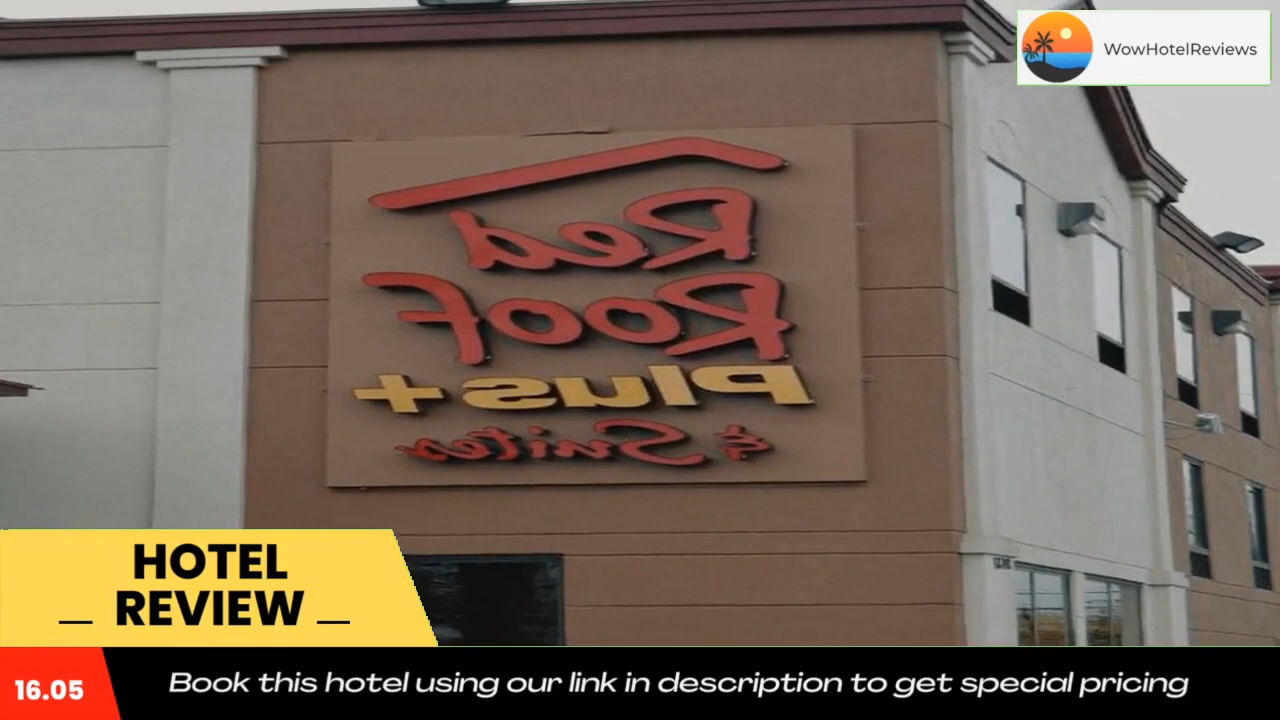 WowHotelReviews
Red
Roof
plus+
& Suites
HOTEL
REVIEW
16.05
Book this hotel using our link in description to get special pricing